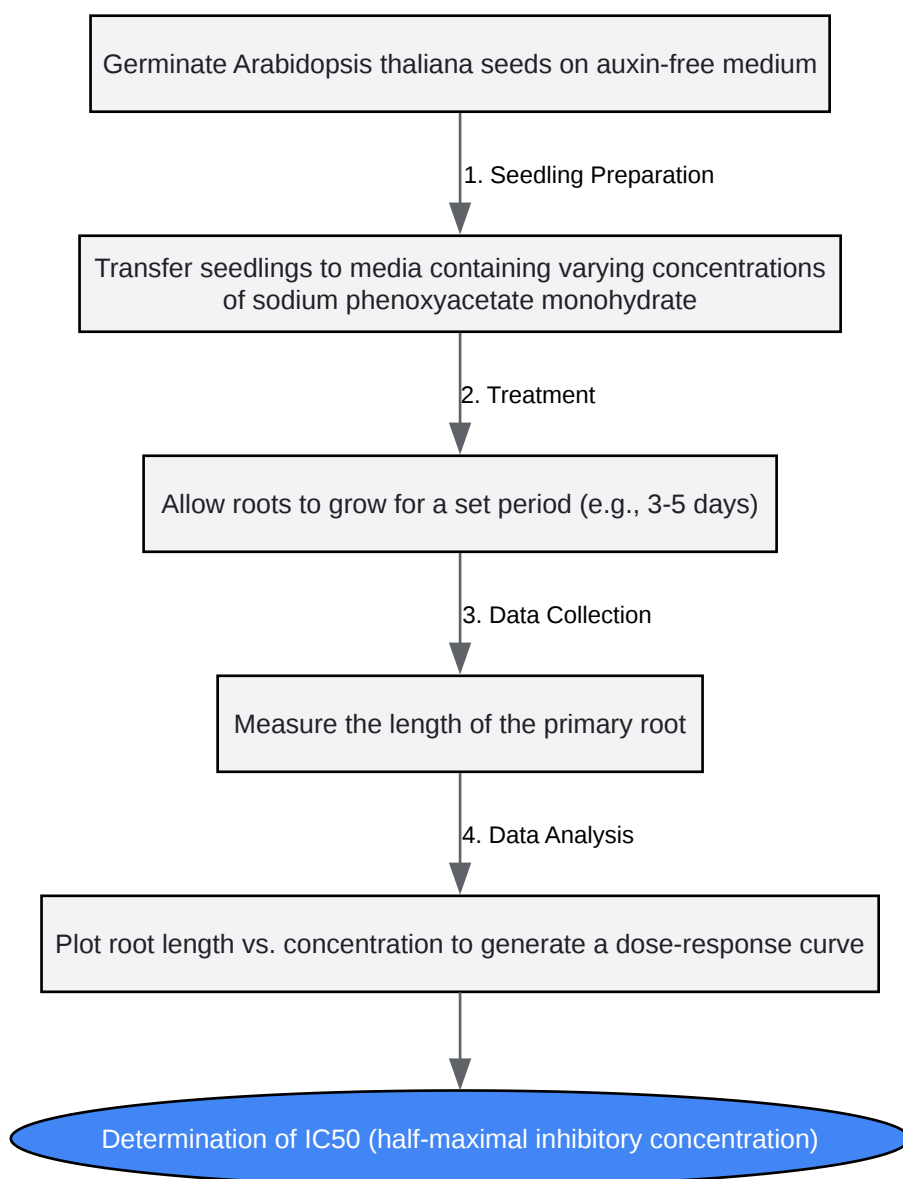 Germinate Arabidopsis thaliana seeds on auxin-free medium
1. Seedling Preparation
Transfer seedlings to media containing varying concentrations
of sodium phenoxyacetate monohydrate
2. Treatment
Allow roots to grow for a set period (e.g., 3-5 days)
3. Data Collection
Measure the length of the primary root
4. Data Analysis
Plot root length vs. concentration to generate a dose-response curve
Determination of IC50 (half-maximal inhibitory concentration)